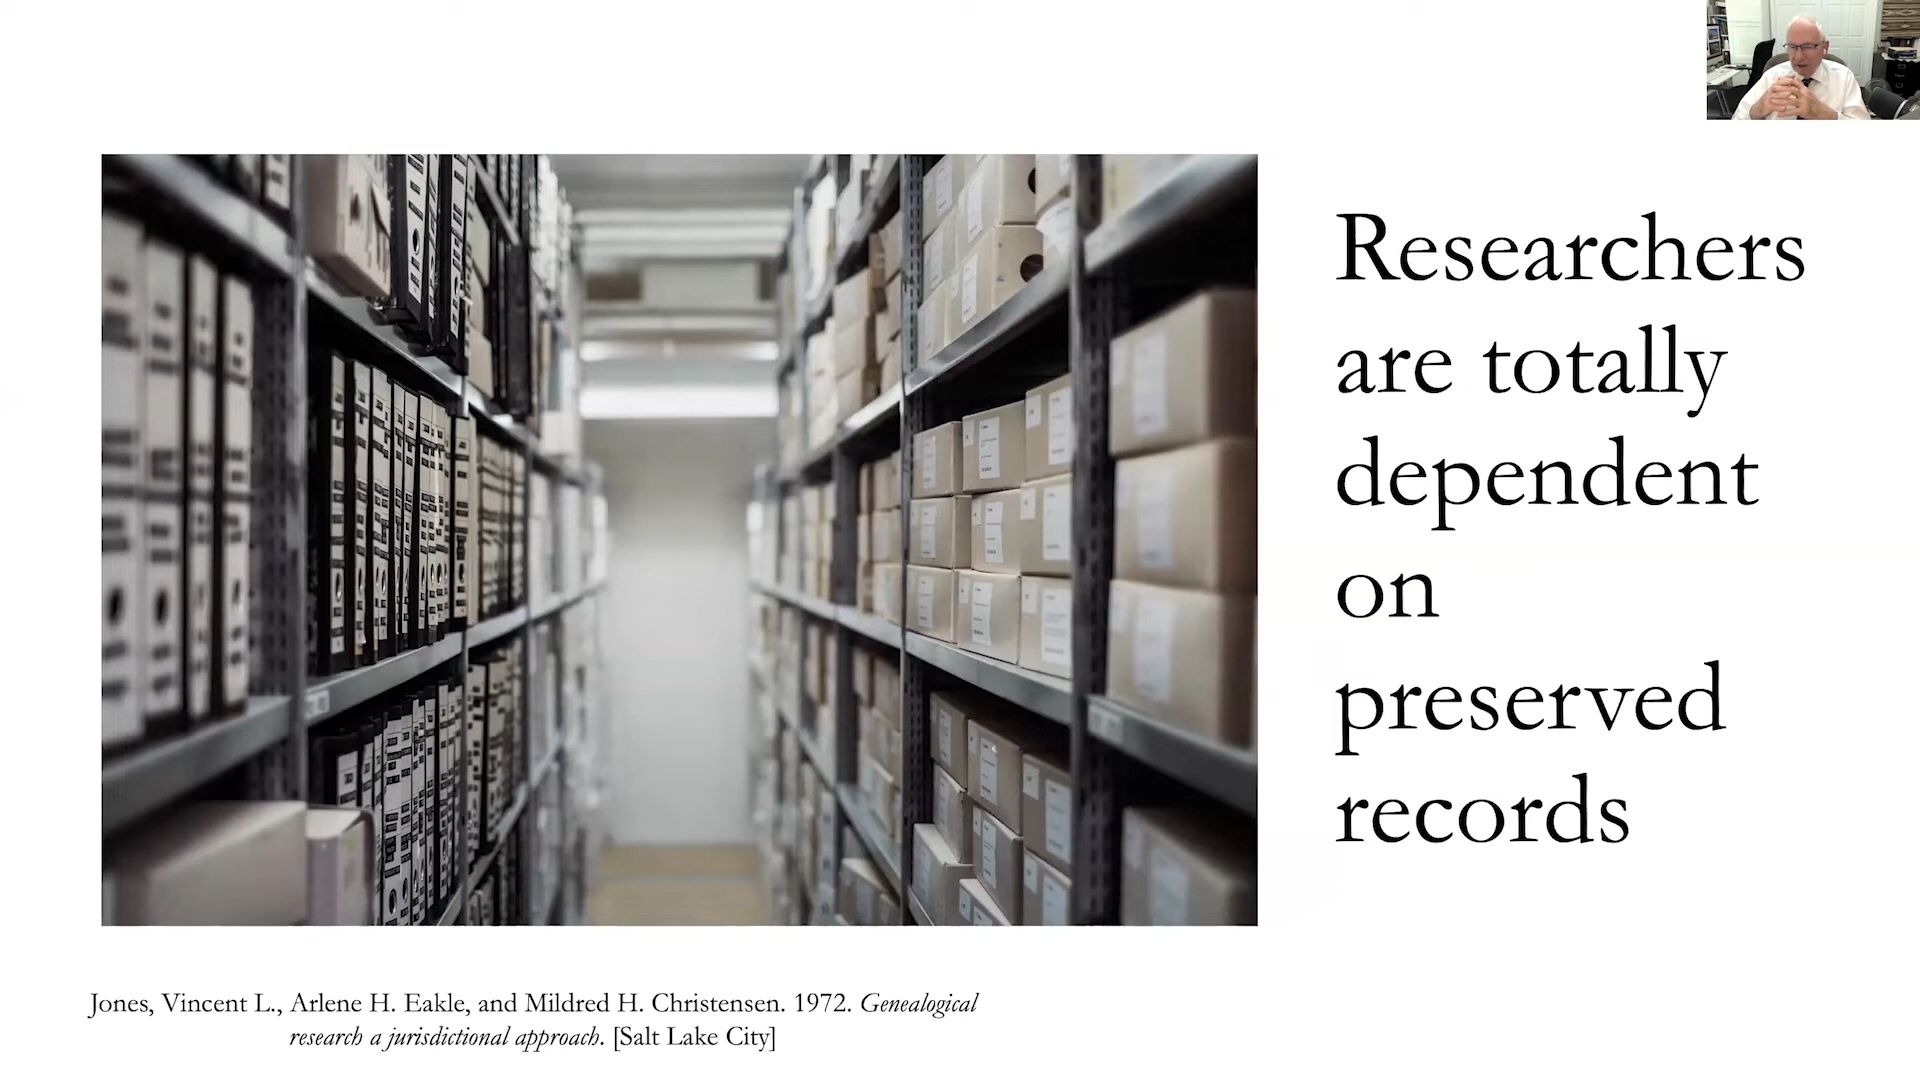 Researchers
are totally
dependent
on
preserved
records
Jones, Vincent L., Arlene H. Eakle, and Mildred H. Christensen. 1972. Genealogical
research a jurisdictional approach. [Salt Lake City]